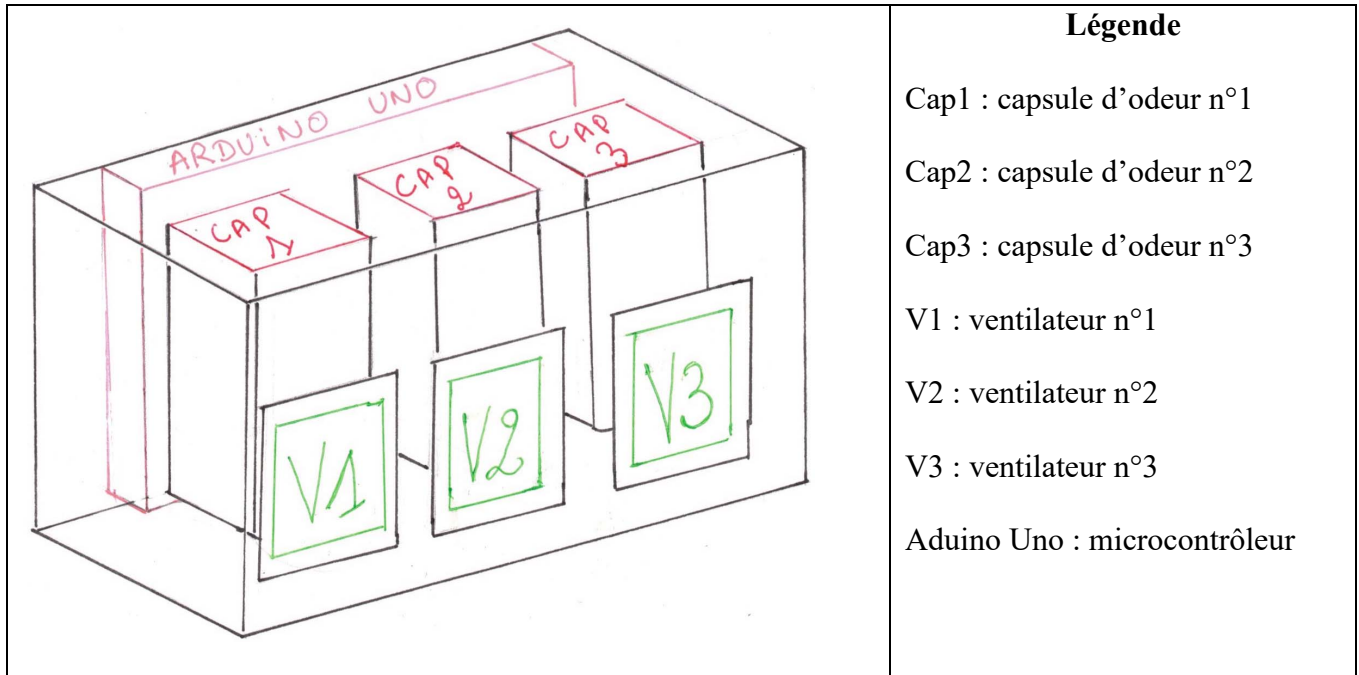 ARDUiNO UNO
CAP
1
CAP
2
CAP
3
V1
V2
V3
Légende
Cap1 : capsule d'odeur n°1
Cap2 : capsule d'odeur n°2
Cap3 : capsule d'odeur n°3
V1 : ventilateur n°1
V2 : ventilateur n°2
V3 : ventilateur n°3
Aduino Uno : microcontrôleur